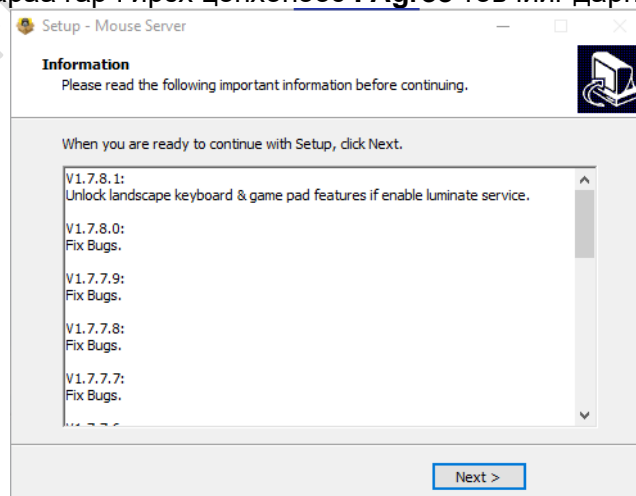 Setup - Mouse Server
Information
Please read the following important information before continuing.
When you are ready to continue with Setup, click Next.
V1.7.8.1:
Unlock landscape keyboard & game pad features if enable luminate service.
V1.7.8.0:
Fix Bugs.
V1.7.7.9:
Fix Bugs.
V1.7.7.8:
Fix Bugs.
V1.7.7.7:
Fix Bugs.
Next >